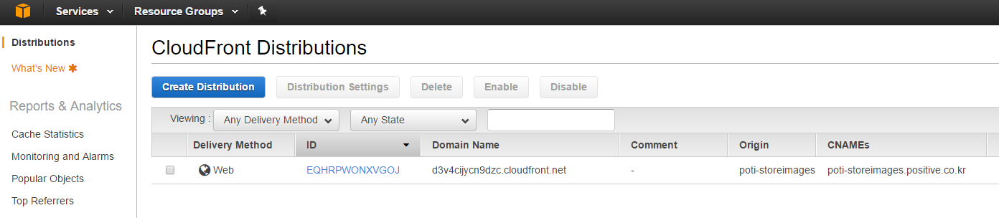 Services Resource Groups
Distributions
What's New ✱
Reports & Analytics
Cache Statistics
Monitoring and Alarms
Popular Objects
Top Referrers
CloudFront Distributions
Create Distribution Distribution Settings Delete Enable Disable
Viewing : Any Delivery Method Any State
Delivery Method ID Domain Name Comment Origin CNAMEs
Web EQHRPWONXVGOJ d3v4cijycn9dzc.cloudfront.net - poti-storeimages poti-storeimages.positive.co.kr